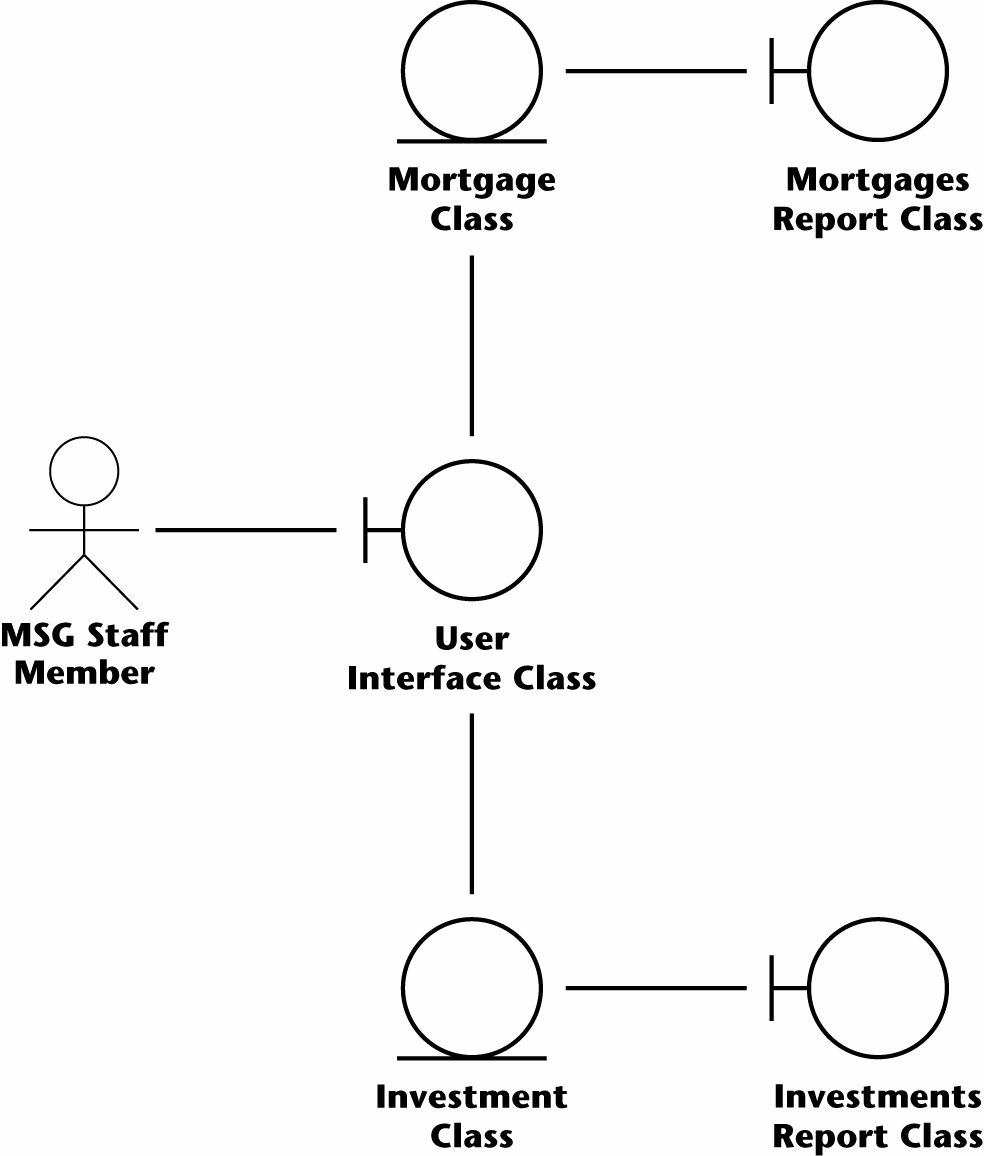 Mortgage
Class
Mortgages
Report Class
MSG Staff
Member
User
Interface Class
Investment
Class
Investments
Report Class